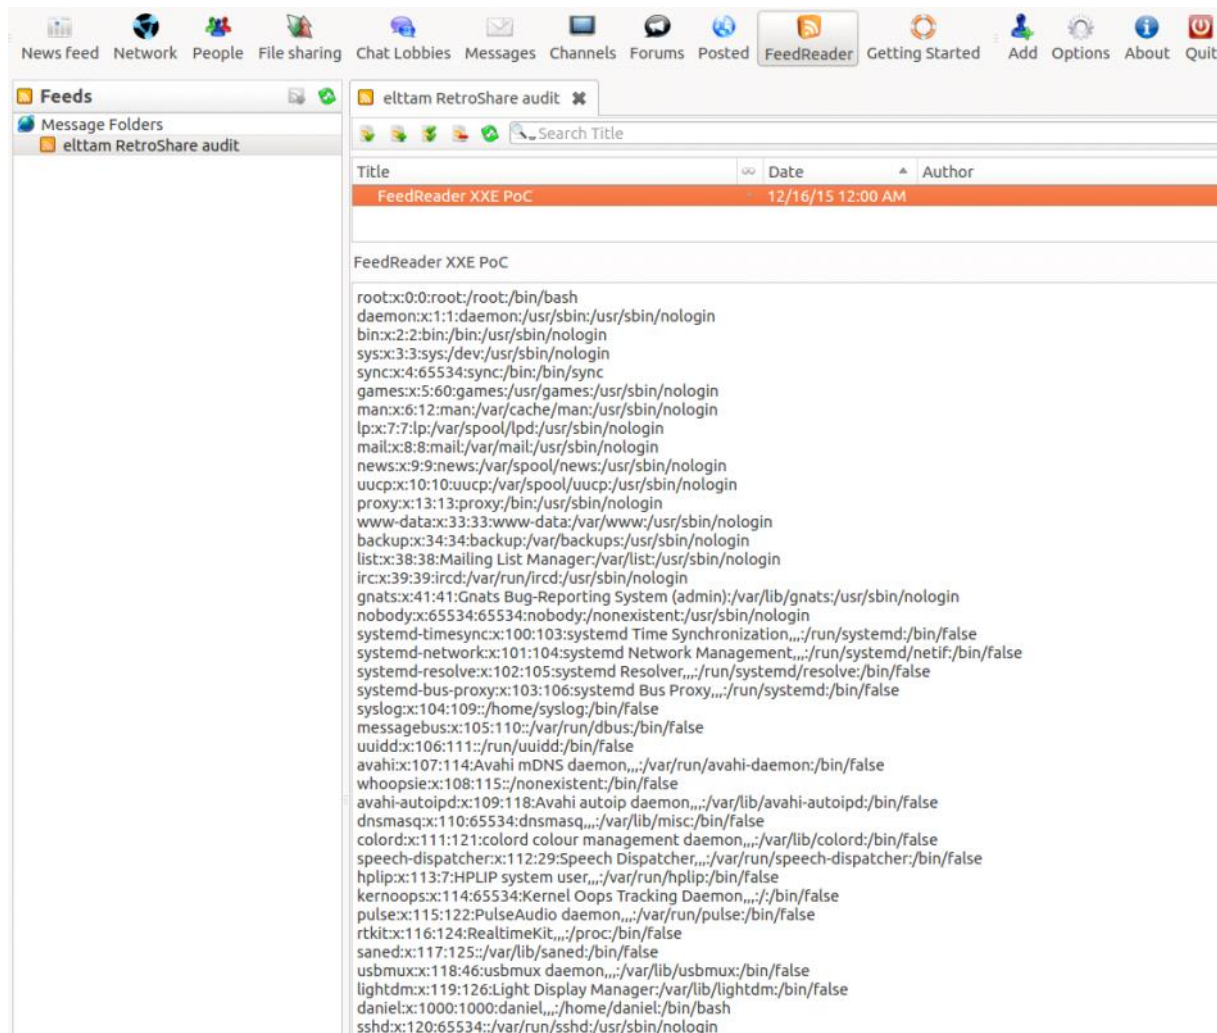 News feed Network People File sharing Chat Lobbies Messages Channels Forums Posted FeedReader Getting Started Add Options About Quit
Feeds
Message Folders
elttam RetroShare audit
elttam RetroShare audit
Search Title
Title Date Author
FeedReader XXE PoC 12/16/15 12:00 AM
FeedReader XXE PoC
root:x:0:0:root:/root:/bin/bash
daemon:x:1:1:daemon:/usr/sbin:/usr/sbin/nologin
bin:x:2:2:bin:/bin:/usr/sbin/nologin
sys:x:3:3:sys:/dev:/usr/sbin/nologin
sync:x:4:65534:sync:/bin:/bin/sync
games:x:5:60:games:/usr/games:/usr/sbin/nologin
man:x:6:12:man:/var/cache/man:/usr/sbin/nologin
lp:x:7:7:lp:/var/spool/lpd:/usr/sbin/nologin
mail:x:8:8:mail:/var/mail:/usr/sbin/nologin
news:x:9:9:news:/var/spool/news:/usr/sbin/nologin
uucp:x:10:10:uucp:/var/spool/uucp:/usr/sbin/nologin
proxy:x:13:13:proxy:/bin:/usr/sbin/nologin
www-data:x:33:33:www-data:/var/www:/usr/sbin/nologin
backup:x:34:34:backup:/var/backups:/usr/sbin/nologin
list:x:38:38:Mailing List Manager:/var/list:/usr/sbin/nologin
irc:x:39:39:ircd:/var/run/ircd:/usr/sbin/nologin
gnats:x:41:41:Gnats Bug-Reporting System (admin):/var/lib/gnats:/usr/sbin/nologin
nobody:x:65534:65534:nobody:/nonexistent:/usr/sbin/nologin
systemd-timesync:x:100:103:systemd Time Synchronization,,,:/run/systemd:/bin/false
systemd-network:x:101:104:systemd Network Management,,,:/run/systemd/netif:/bin/false
systemd-resolve:x:102:105:systemd Resolver,,,:/run/systemd/resolve:/bin/false
systemd-bus-proxy:x:103:106:systemd Bus Proxy,,,:/run/systemd:/bin/false
syslog:x:104:109::/home/syslog:/bin/false
messagebus:x:105:110::/var/run/dbus:/bin/false
uuidd:x:106:111::/run/uuidd:/bin/false
avahi:x:107:114:Avahi mDNS daemon,,,:/var/run/avahi-daemon:/bin/false
whoopsie:x:108:115::/nonexistent:/bin/false
avahi-autoipd:x:109:118:Avahi autoip daemon,,,:/var/lib/avahi-autoipd:/bin/false
dnsmasq:x:110:65534:dnsmasq,,,:/var/lib/misc:/bin/false
colord:x:111:121:colord colour management daemon,,,:/var/lib/colord:/bin/false
speech-dispatcher:x:112:29:Speech Dispatcher,,,:/var/run/speech-dispatcher:/bin/false
hplip:x:113:7:HPLIP system user,,,:/var/run/hplip:/bin/false
kernoops:x:114:65534:Kernel Oops Tracking Daemon,,,:/:/bin/false
pulse:x:115:122:PulseAudio daemon,,,:/var/run/pulse:/bin/false
rtkit:x:116:124:RealtimeKit,,,:/proc:/bin/false
saned:x:117:125::/var/lib/saned:/bin/false
usbmux:x:118:46:usbmux daemon,,,:/var/lib/usbmux:/bin/false
lightdm:x:119:126:Light Display Manager:/var/lib/lightdm:/bin/false
daniel:x:1000:1000:daniel,,,:/home/daniel:/bin/bash
sshd:x:120:65534::/var/run/sshd:/usr/sbin/nologin